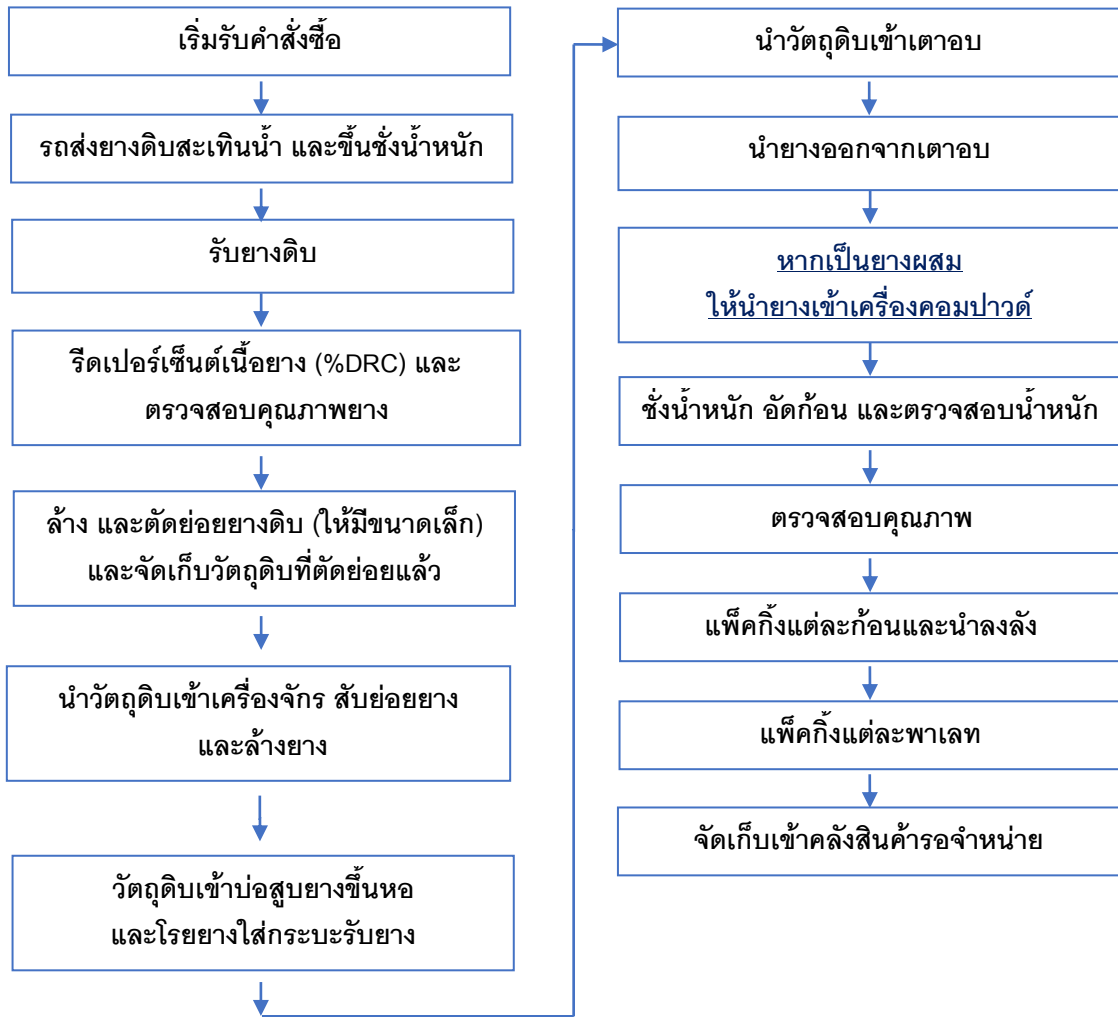 เริ่มรับคำสั่งซื้อ
รถส่งยางดิบสะเทินน้ำ และขึ้นชั่งน้ำหนัก
รับยางดิบ
รีดเปอร์เซ็นต์เนื้อยาง (%DRC) และ
ตรวจสอบคุณภาพยาง
ล้าง และตัดย่อยยางดิบ (ให้มีขนาดเล็ก)
และจัดเก็บวัตถุดิบที่ตัดย่อยแล้ว
นำวัตถุดิบเข้าเครื่องจักร สับย่อยยาง
และล้างยาง
วัตถุดิบเข้าบ่อสูบยางขึ้นหอ
และโรยยางใส่กระบะรับยาง
นำวัตถุดิบเข้าเตาอบ
นำยางออกจากเตาอบ
หากเป็นยางผสม
ให้นำยางเข้าเครื่องคอมปาวด์
ชั่งน้ำหนัก อัดก้อน และตรวจสอบน้ำหนัก
ตรวจสอบคุณภาพ
แพ็คกิ้งแต่ละก้อนและนำลงลัง
แพ็คกิ้งแต่ละพาเลท
จัดเก็บเข้าคลังสินค้ารอจำหน่าย